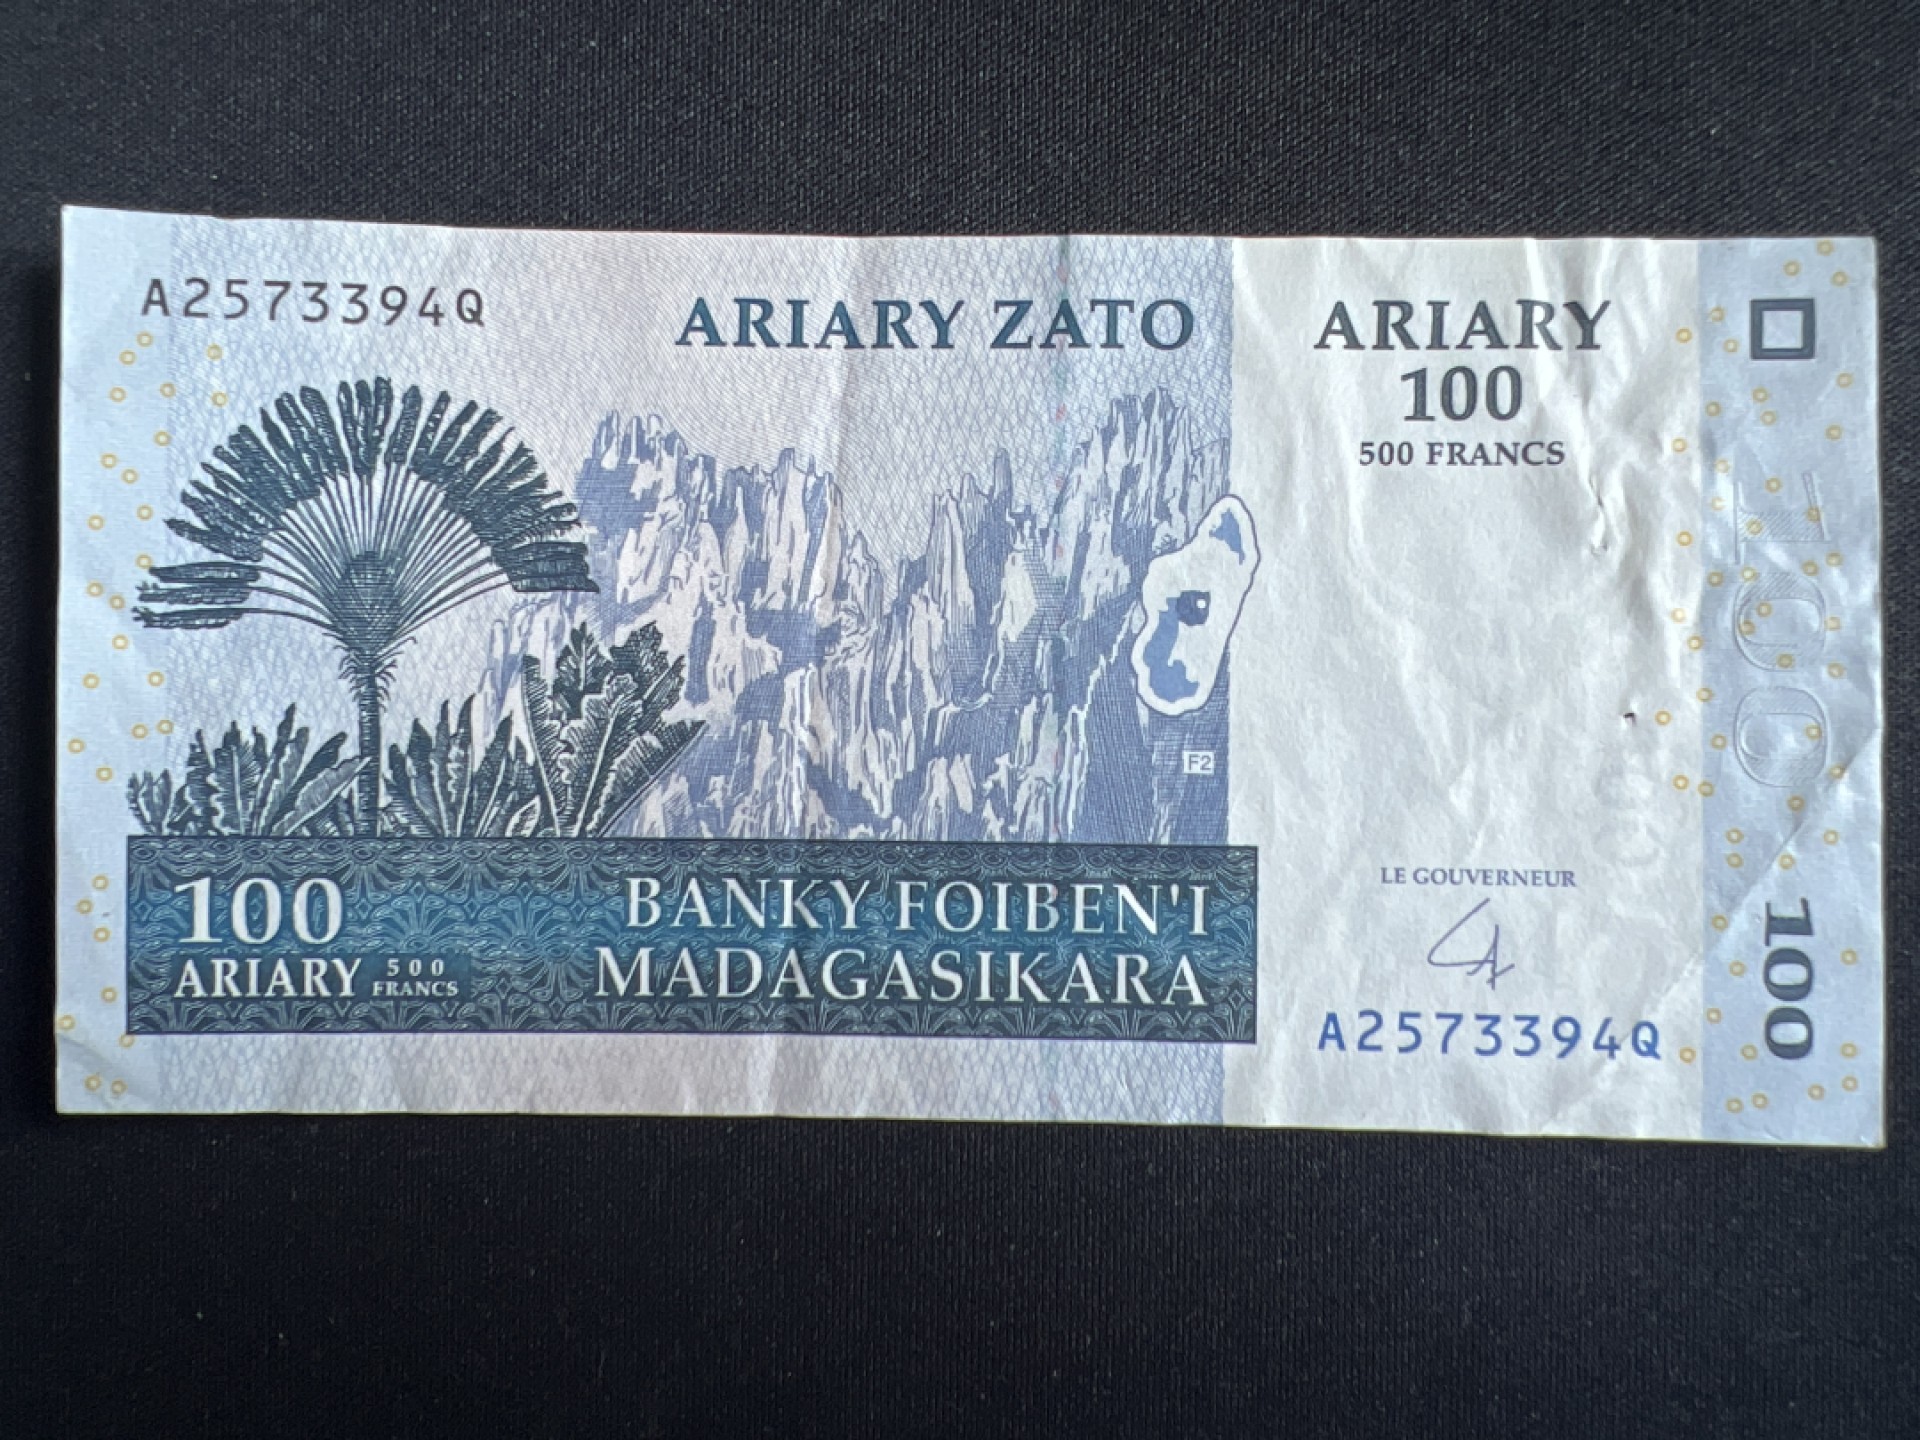 A2573394Q
ARIARY ZATO
ARIARY
100
500 FRANCS
100
F2
LE GOUVERNEUR
A2573394Q
100
100
ARIARY
500
FRANCS
BANKY FOIBEN'I
MADAGASIKARA